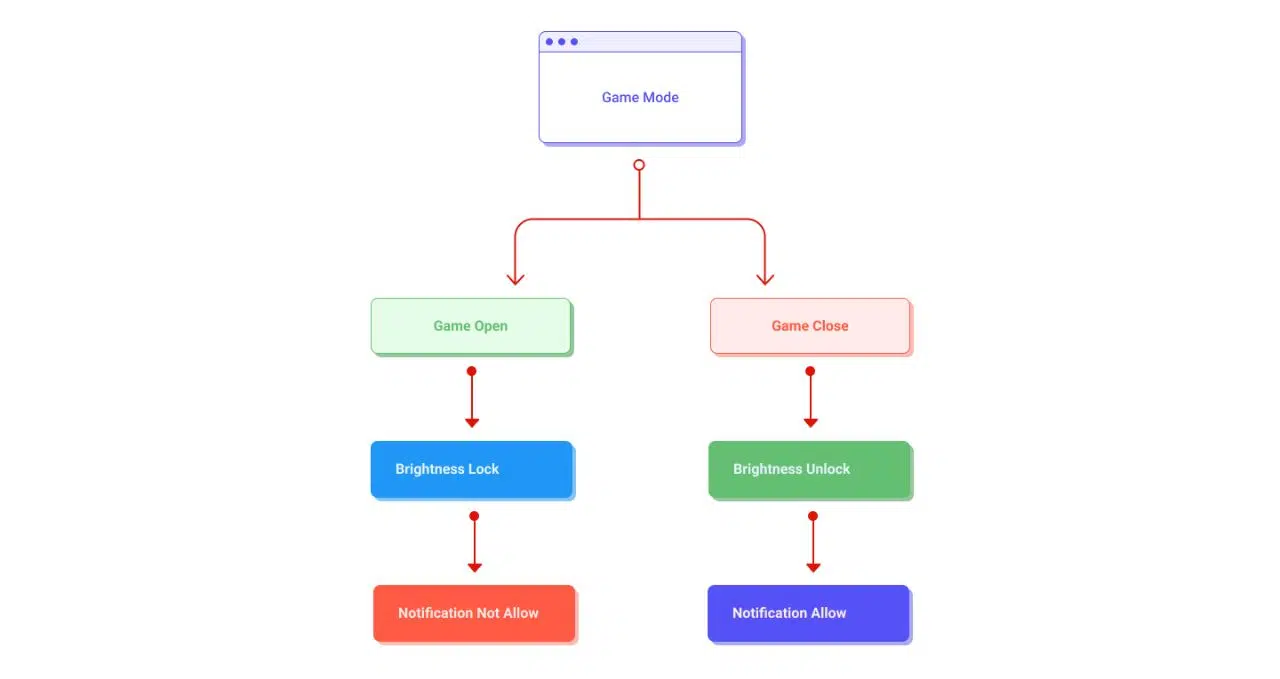 Game Mode
Game Open
Game Close
Brightness Lock
Brightness Unlock
Notification Not Allow
Notification Allow